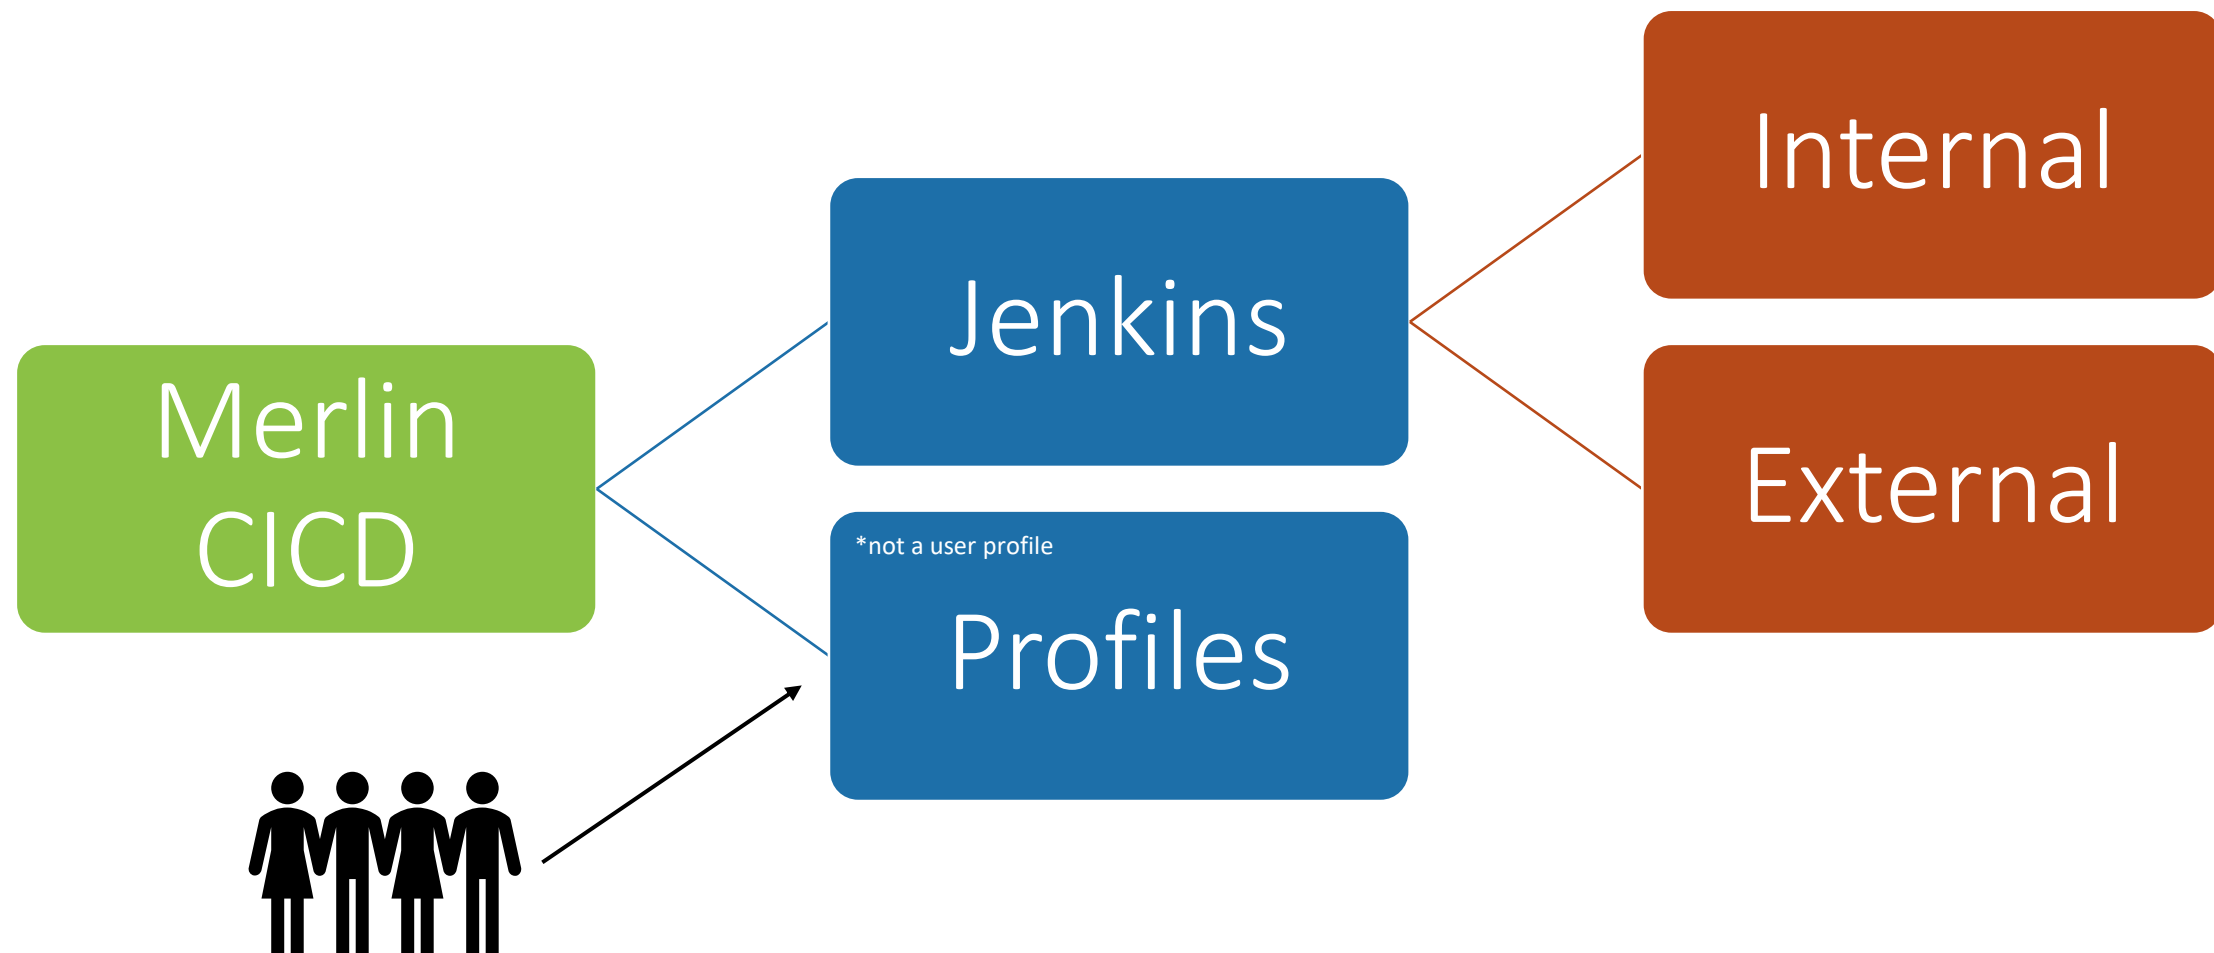 Merlin
CICD
Jenkins
*not a user profile
Profiles
Internal
External